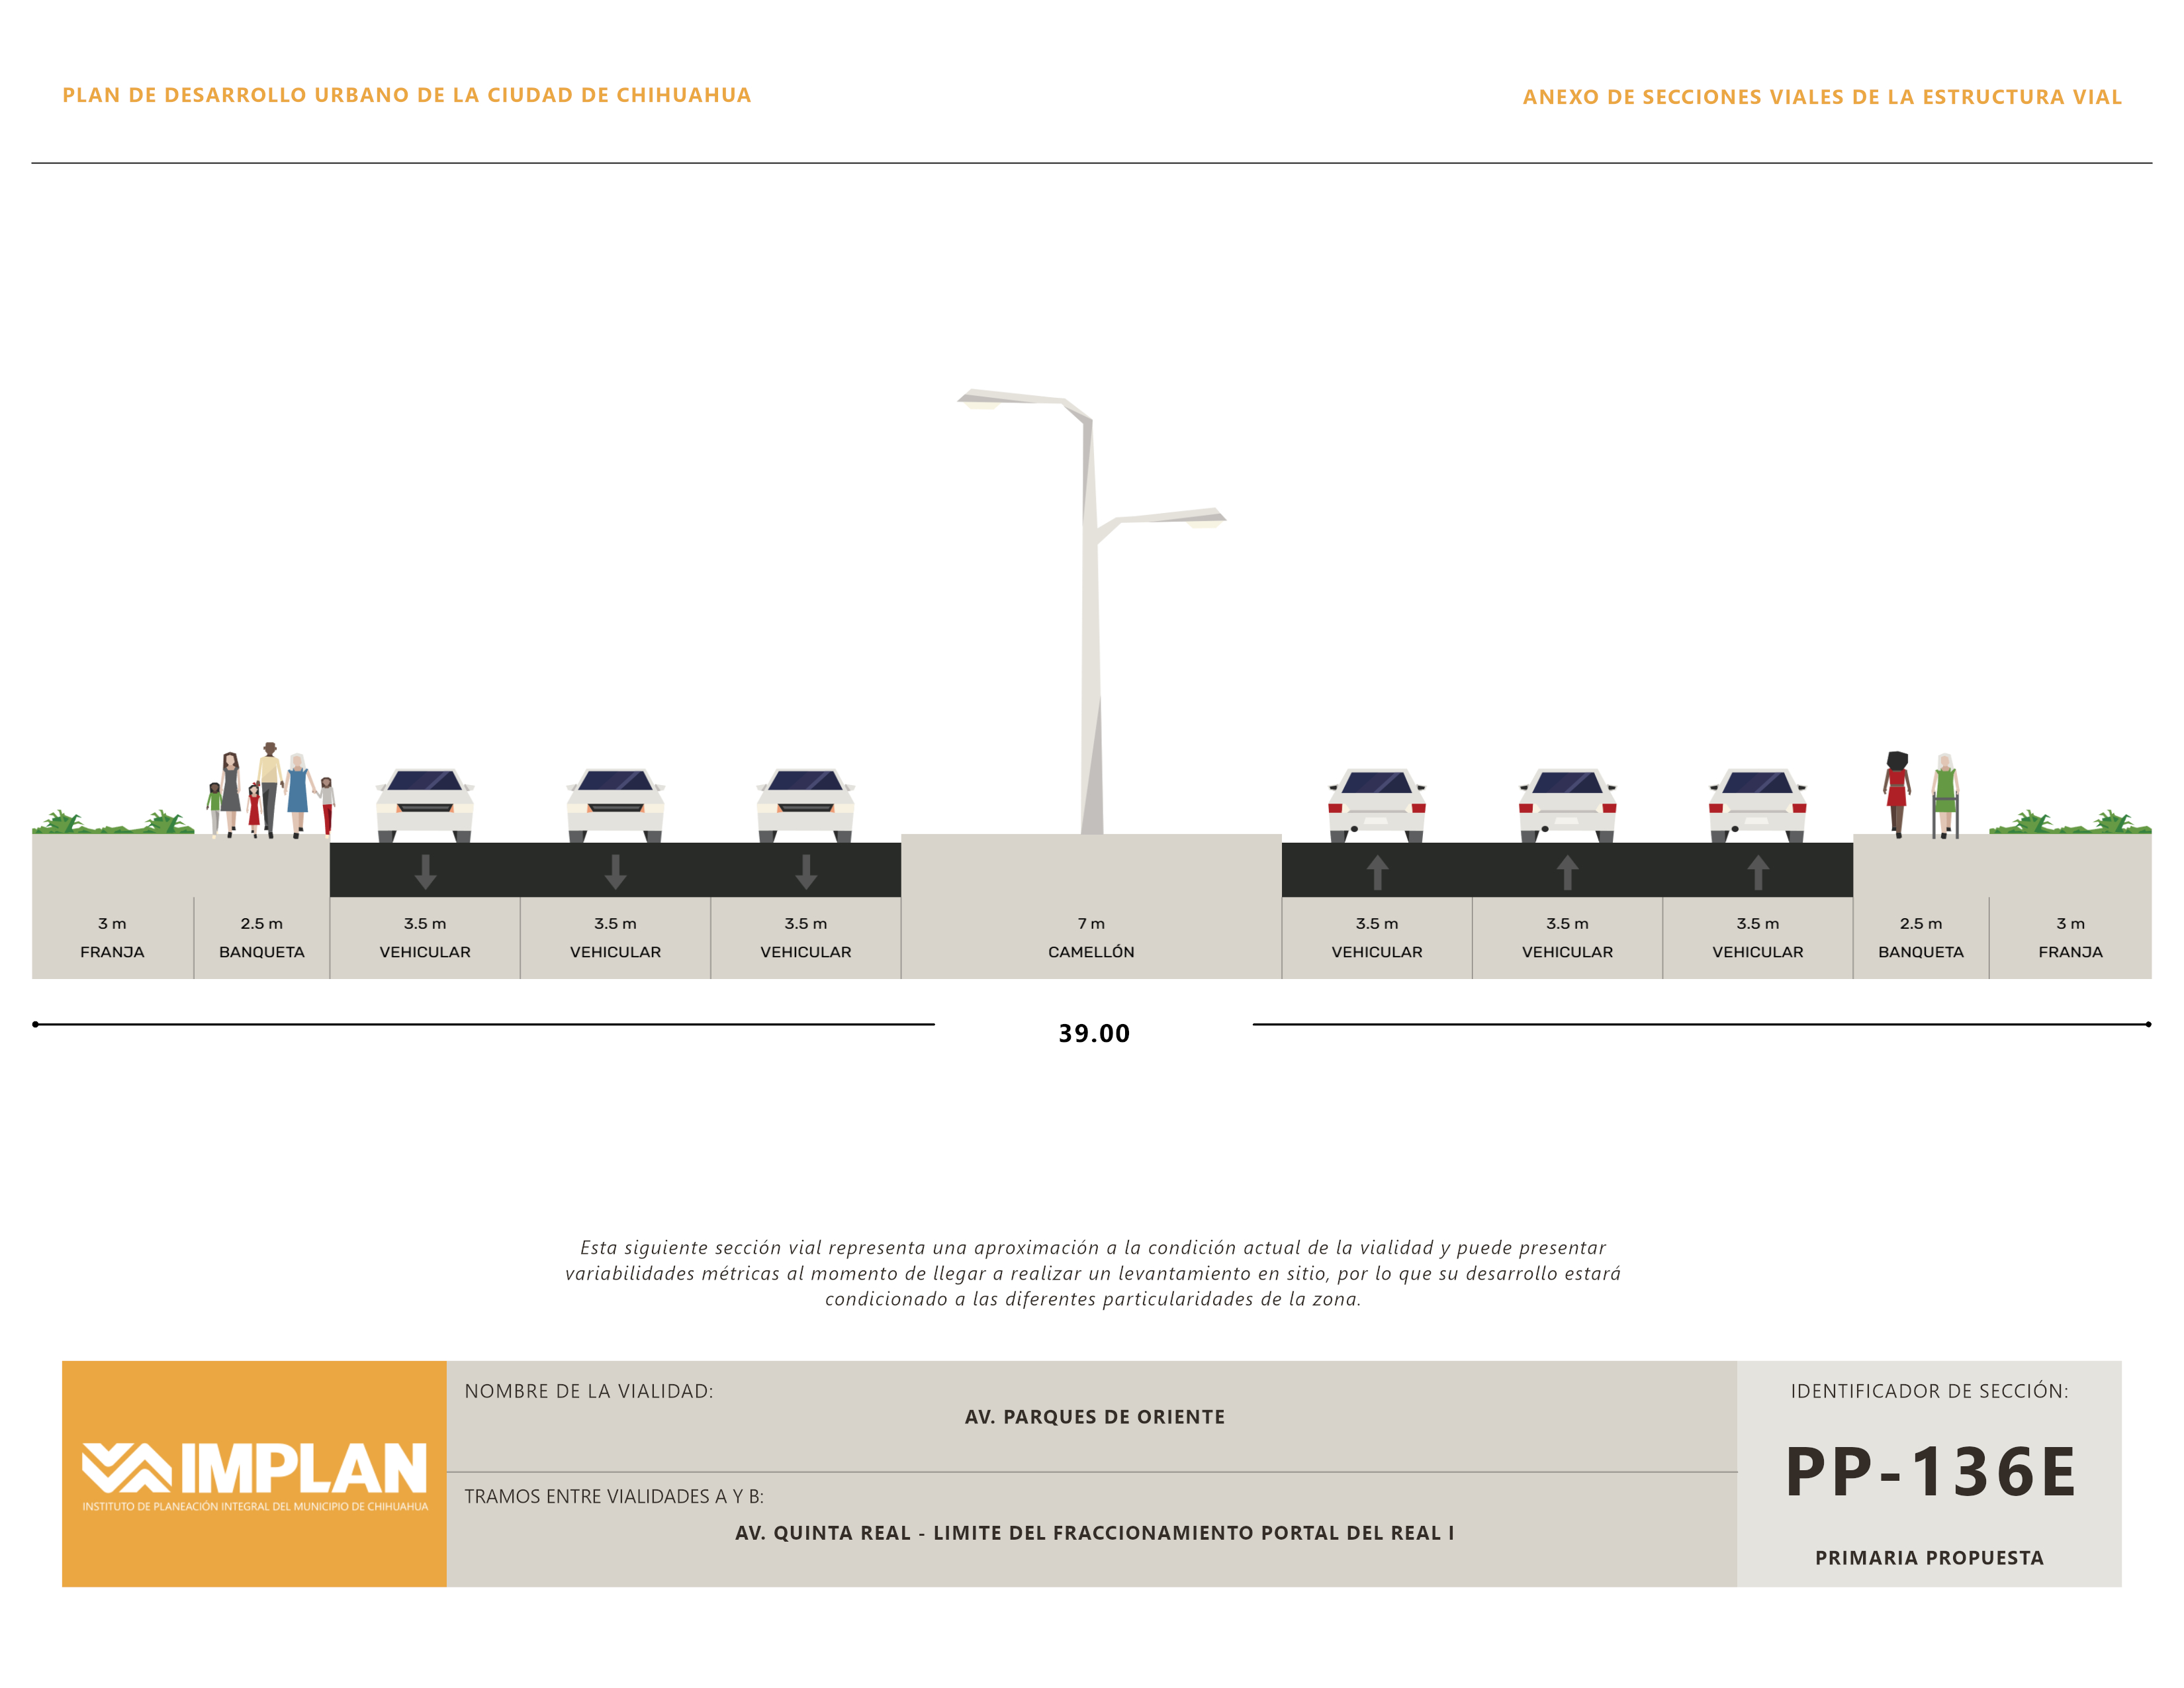 PLAN DE DESARROLLO URBANO DE LA CIUDAD DE CHIHUAHUA
ANEXO DE SECCIONES VIALES DE LA ESTRUCTURA VIAL
3 m
FRANJA
2.5 m
BANQUETA
3.5 m
VEHICULAR
3.5 m
VEHICULAR
3.5 m
VEHICULAR
7 m
CAMELLÓN
3.5 m
VEHICULAR
3.5 m
VEHICULAR
3.5 m
VEHICULAR
2.5 m
BANQUETA
3 m
FRANJA
39.00
Esta siguiente sección vial representa una aproximación a la condición actual de la vialidad y puede presentar
variabilidades métricas al momento de llegar a realizar un levantamiento en sitio, por lo que su desarrollo estará
condicionado a las diferentes particularidades de la zona.
IMPLAN
INSTITUTO DE PLANEACIÓN INTEGRAL DEL MUNICIPIO DE CHIHUAHUA
NOMBRE DE LA VIALIDAD:
AV. PARQUES DE ORIENTE
TRAMOS ENTRE VIALIDADES A Y B:
AV. QUINTA REAL - LIMITE DEL FRACCIONAMIENTO PORTAL DEL REAL I
IDENTIFICADOR DE SECCIÓN:
PP-136E
PRIMARIA PROPUESTA